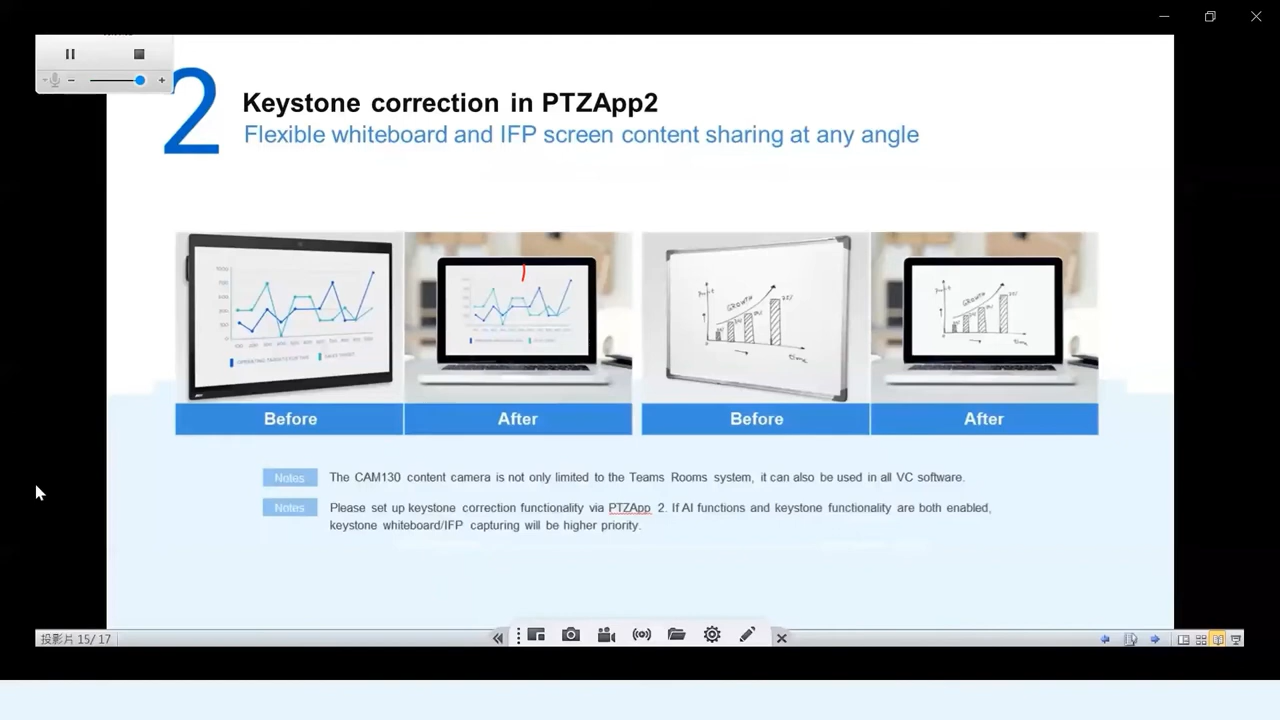 2
Keystone correction in PTZApp2
Flexible whiteboard and IFP screen content sharing at any angle
GROWTH
GROWTH
Before
After
Before
After
Notes
The CAM130 content camera is not only limited to the Teams Rooms system, it can also be used in all VC software.
Notes
Please set up keystone correction functionality via PTZApp 2. If AI functions and keystone functionality are both enabled,
keystone whiteboard/IFP capturing will be higher priority.
投影片 15/ 17